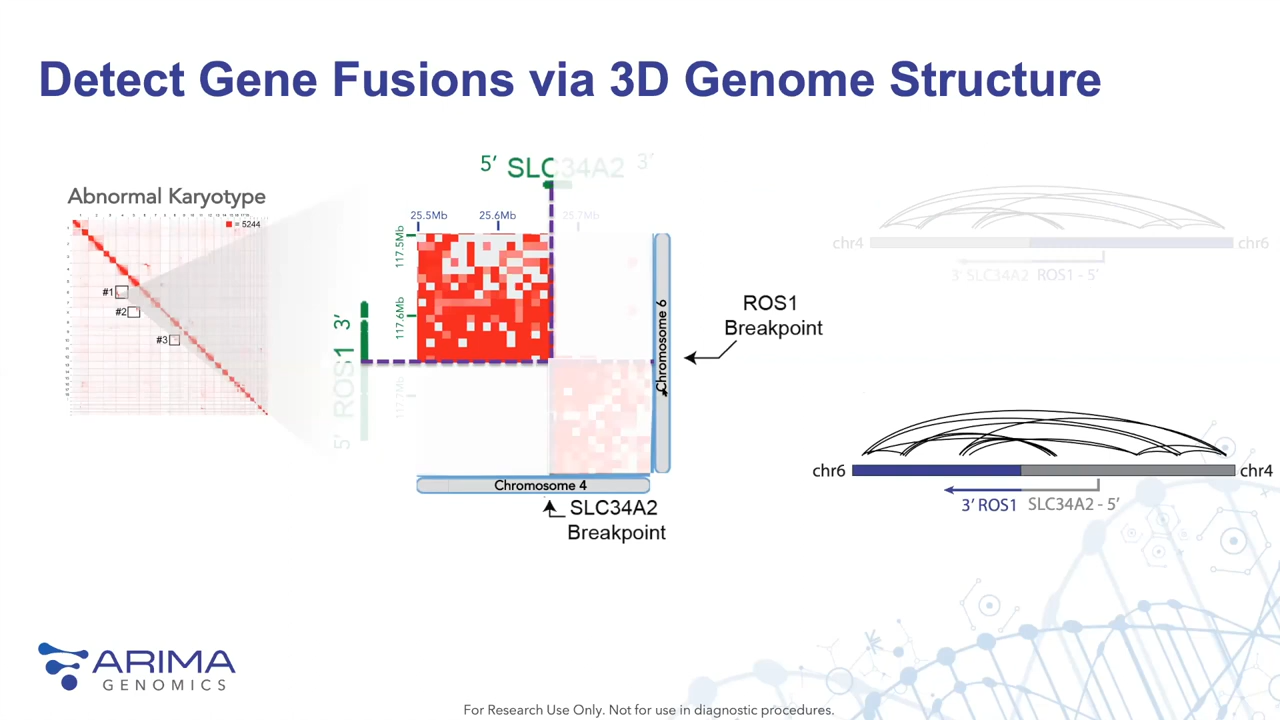 Detect Gene Fusions via 3D Genome Structure
Abnormal Karyotype
= 5244
#1
#2
#3
5' SLC34A2 3'
25.5Mb 25.6Mb 25.7Mb
117.5Mb
117.6Mb
117.7Mb
5' ROS1 3'
Chromosome 6
Chromosome 4
ROS1
Breakpoint
SLC34A2
Breakpoint
chr4 chr6
3' SLC34A2 ROS1 - 5'
chr6 chr4
3' ROS1 SLC34A2 - 5'
ARIMA
GENOMICS
For Research Use Only. Not for use in diagnostic procedures.